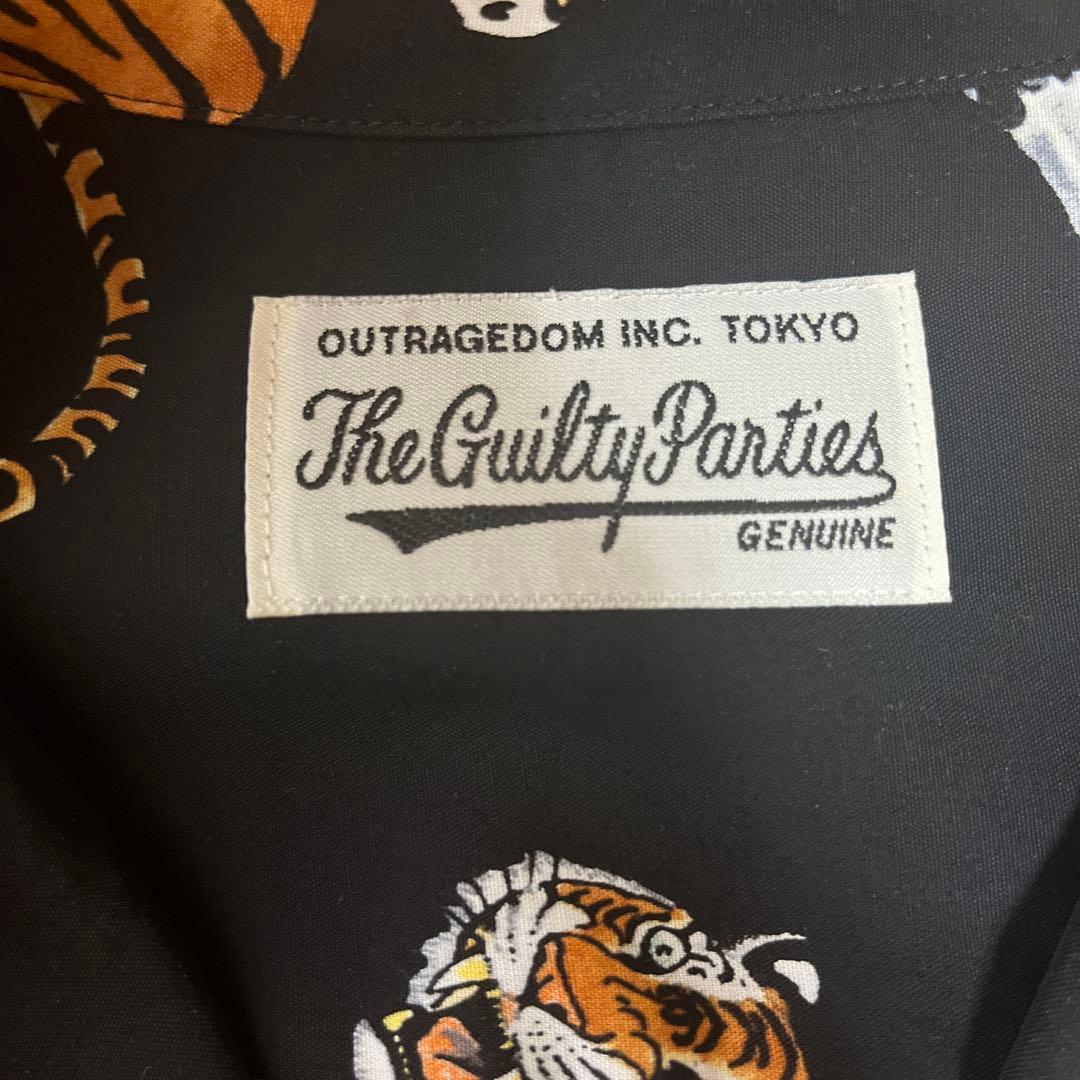 OUTRAGEDOM INC. TOKYO
The Guilty Parties
GENUINE